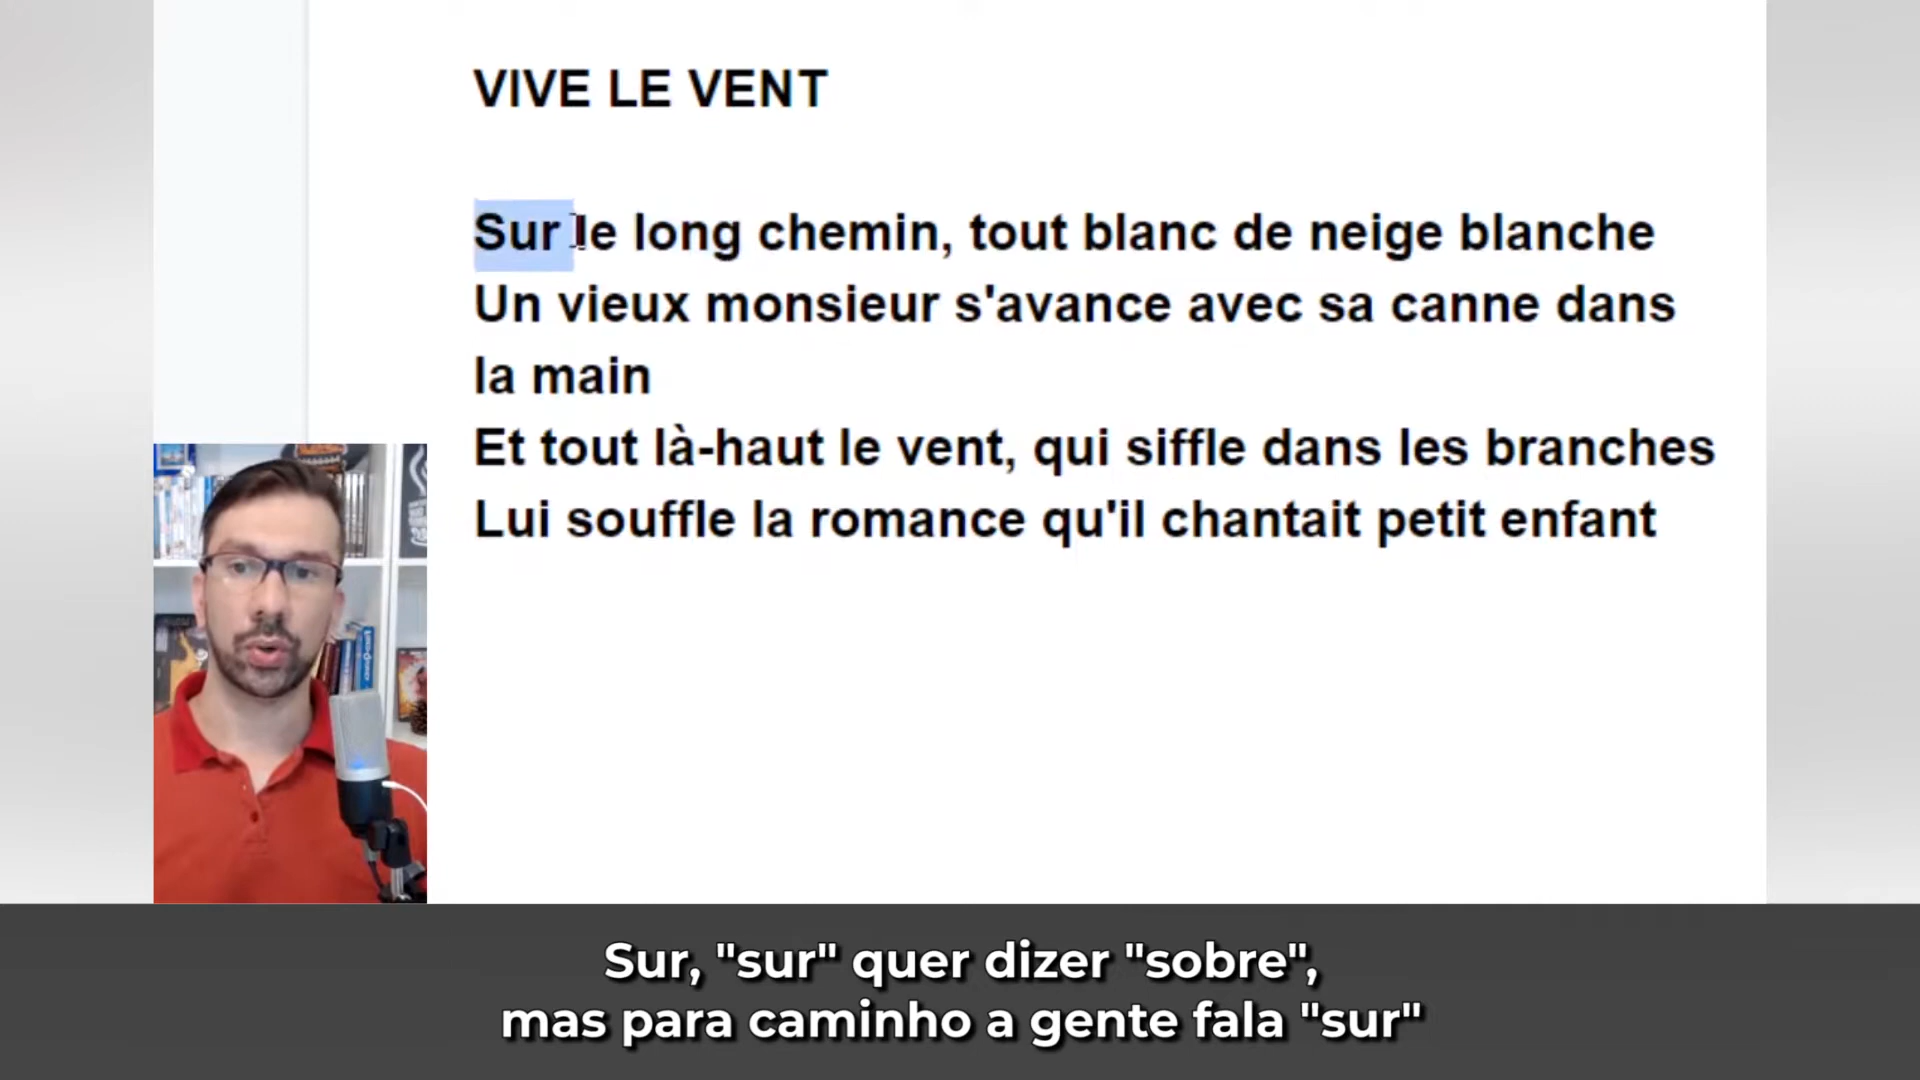 VIVE LE VENT
Sur le long chemin, tout blanc de neige blanche
Un vieux monsieur s'avance avec sa canne dans
la main
Et tout là-haut le vent, qui siffle dans les branches
Lui souffle la romance qu'il chantait petit enfant
Sur, "sur" quer dizer "sobre",
mas para caminho a gente fala "sur"